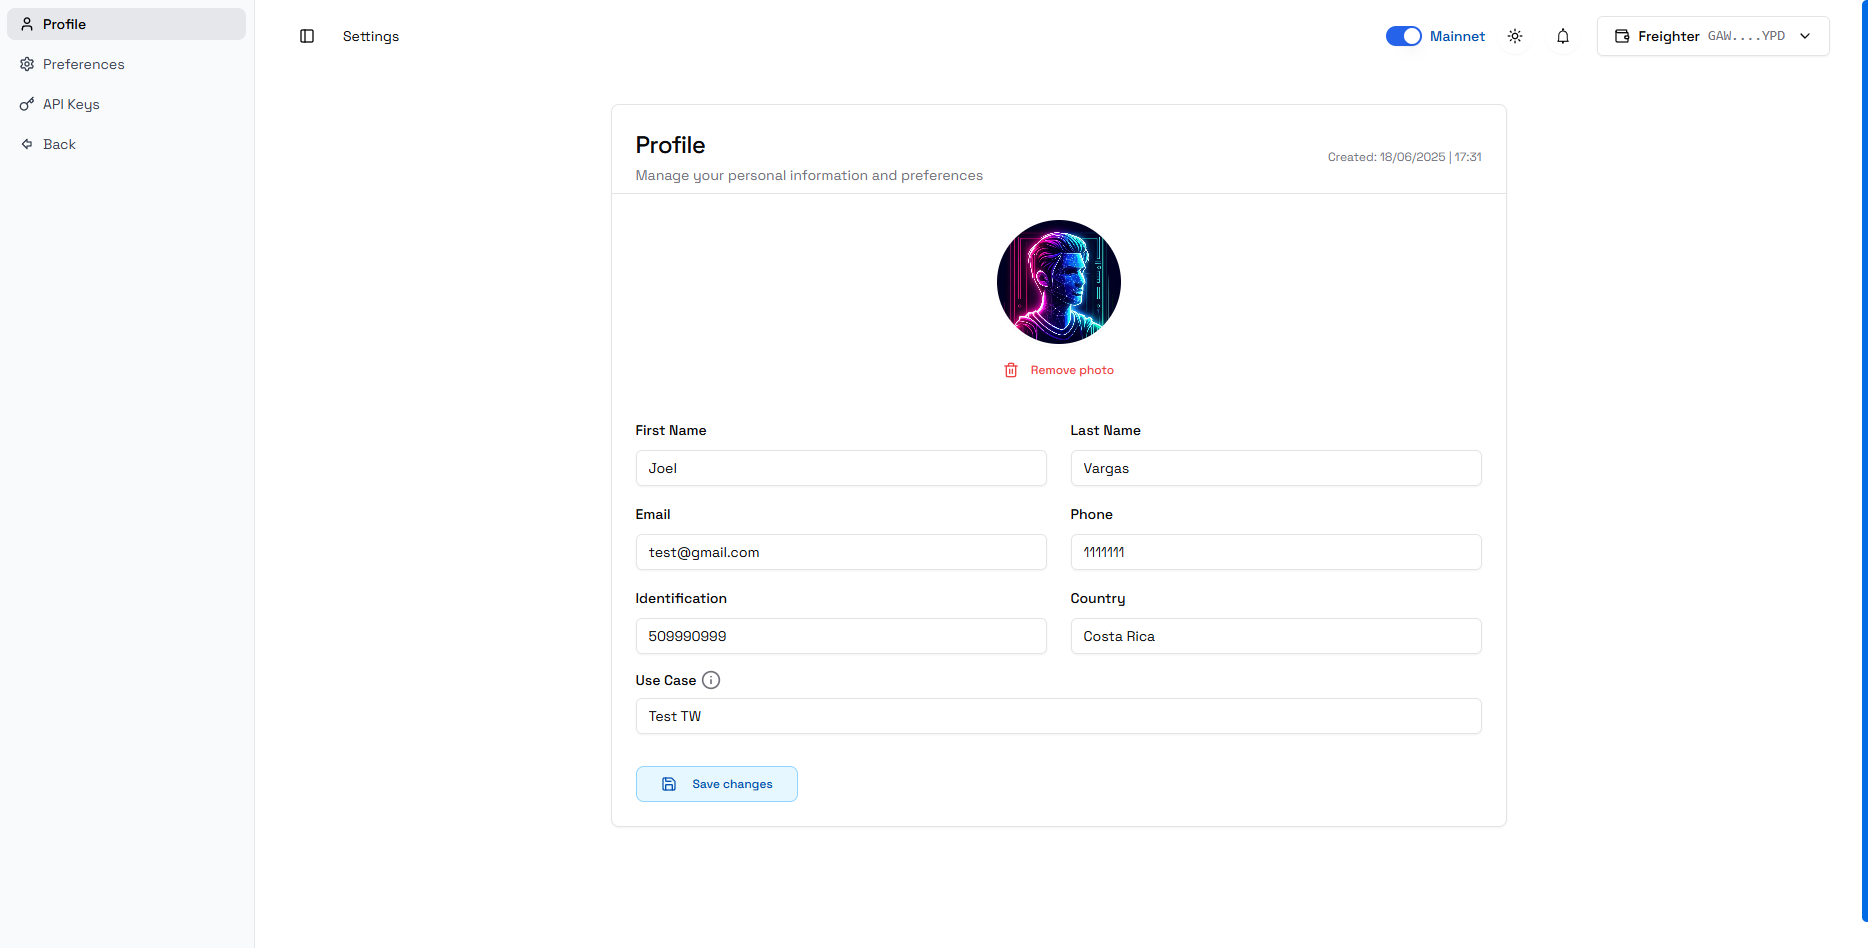 Profile
Preferences
API Keys
Back
Settings
Mainnet
Freighter GAW....YPD
Profile
Manage your personal information and preferences
Created: 18/06/2025 | 17:31
Remove photo
First Name
Last Name
Joel
Vargas
Email
Phone
test@gmail.com
1111111
Identification
Country
509990999
Costa Rica
Use Case
Test TW
Save changes